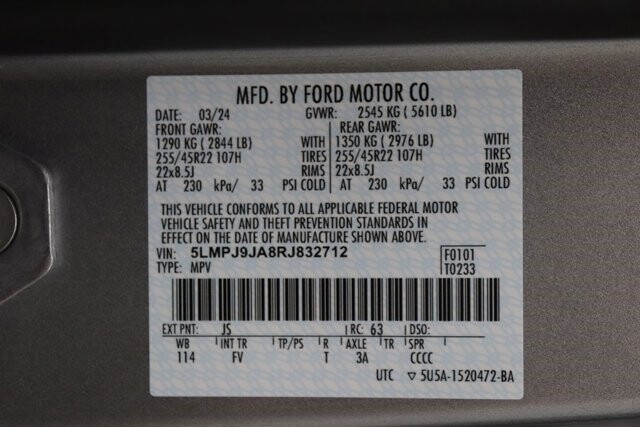 MFD. BY FORD MOTOR CO.
DATE: 03/24 GVWR: 2545 KG ( 5610 LB)
FRONT GAWR: REAR GAWR:
1290 KG ( 2844 LB) WITH 1350 KG ( 2976 LB) WITH
255/45R22 107H TIRES 255/45R22 107H TIRES
22x8.5J RIMS 22x8.5J RIMS
AT 230 kPa/ 33 PSI COLD AT 230 kPa/ 33 PSI COLD
THIS VEHICLE CONFORMS TO ALL APPLICABLE FEDERAL MOTOR
VEHICLE SAFETY AND THEFT PREVENTION STANDARDS IN
EFFECT ON THE DATE OF MANUFACTURE SHOWN ABOVE.
VIN: 5LMPJ9JA8RJ832712 F0101
TYPE: MPV T0233
EXT PNT: JS RC: 63 DSO:
WB INT TR TP/PS R AXLE TR SPR
114 FV T 3A CCCC
UTC ▽ 5U5A-1520472-BA